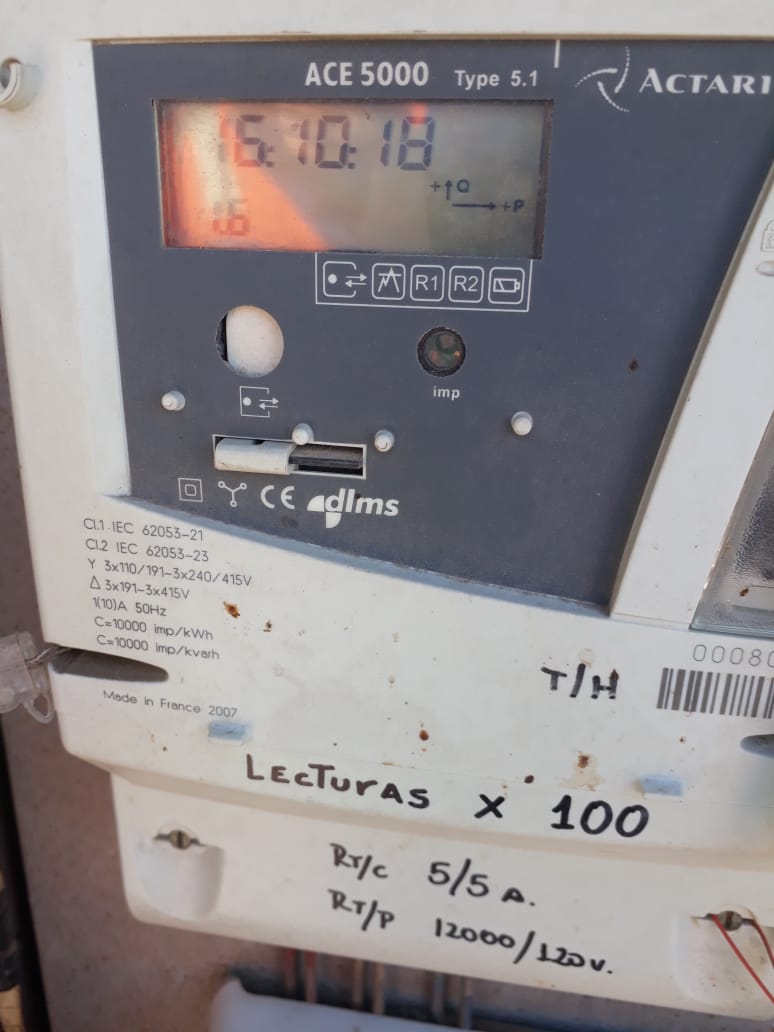 ACE 5000 Type 5.1
ACTARI
16:10:18
+Q
+P
R1 R2
imp
CE dlms
Cl.1 IEC 62053-21
Cl.2 IEC 62053-23
Y 3x110/191-3x240/415V
Δ 3x191-3x415V
1(10)A 50Hz
C=10000 imp/kWh
C=10000 imp/kvarh
Made in France 2007
0008
T/H
LECTURAS X 100
RT/C 5/5 A.
RT/P 12000/120V.